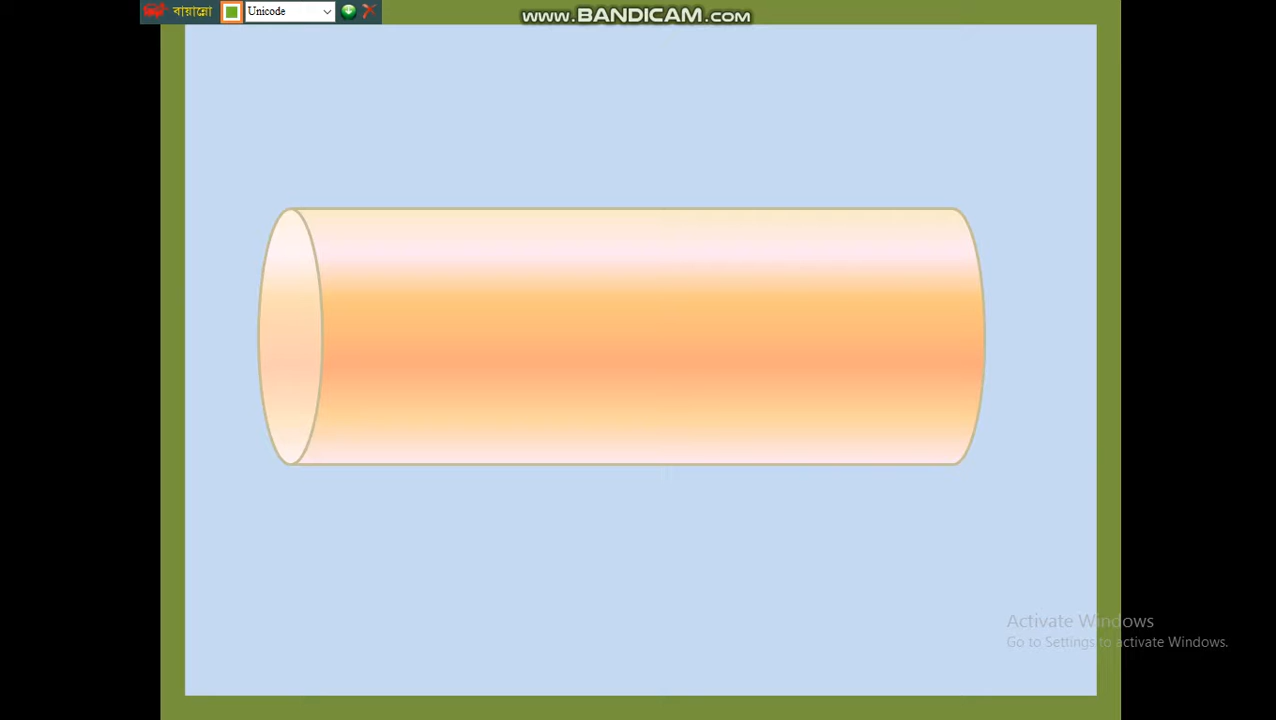 বায়ান্নো Unicode
www.BANDICAM.com
Activate Windows
Go to Settings to activate Windows.